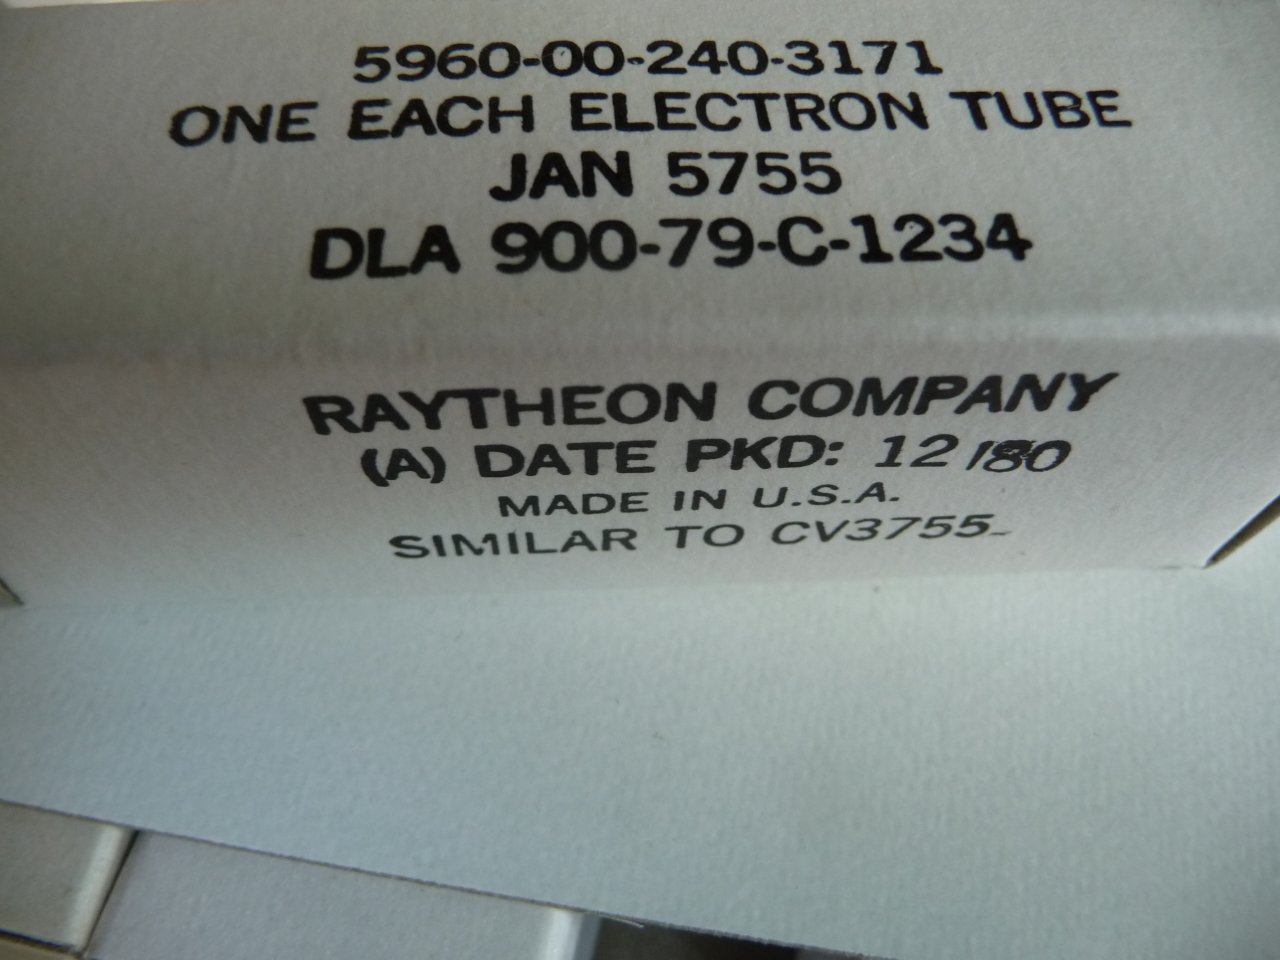 5960-00-240-3171
ONE EACH ELECTRON TUBE
JAN 5755
DLA 900-79-C-1234
RAYTHEON COMPANY
(A) DATE PKD: 12/80
MADE IN U.S.A.
SIMILAR TO CV3755